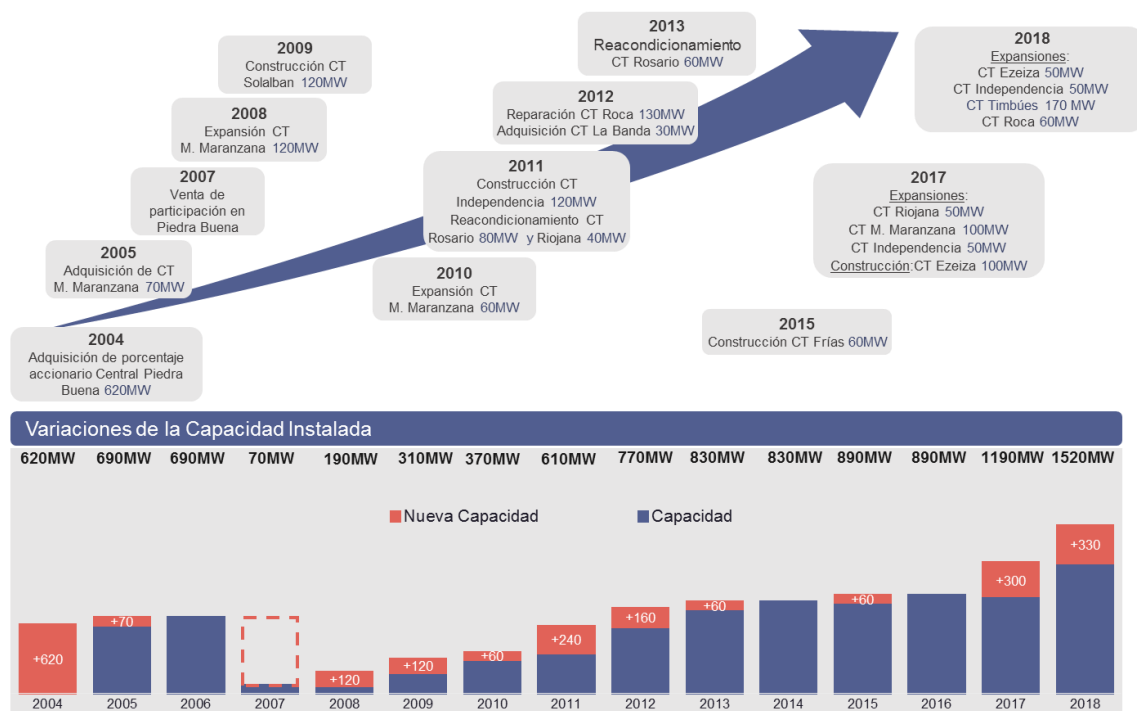 2004
Adquisición de porcentaje
accionario Central Piedra
Buena 620MW
2005
Adquisición de CT
M. Maranzana 70MW
2007
Venta de
participación en
Piedra Buena
2008
Expansión CT
M. Maranzana
120MW
2009
Construcción CT
Solalban 120MW
2010
Expansión CT
M. Maranzana 60MW
2011
Construcción CT
Independencia 120MW
Reacondicionamiento CT
Rosario 80MW y Riojana 40MW
2012
Reparación CT Roca 130MW
Adquisición CT La Banda 30MW
2013
Reacondicionamiento
CT Rosario 60MW
2015
Construcción CT Frías 60MW
2017
Expansiones:
CT Riojana 50MW
CT M. Maranzana 100MW
CT Independencia 50MW
Construcción:CT Ezeiza 100MW
2018
Expansiones:
CT Ezeiza 50MW
CT Independencia 50MW
CT Timbúes 170 MW
CT Roca 60MW
Variaciones de la Capacidad Instalada
620MW 690MW 690MW 70MW 190MW 310MW 370MW 610MW 770MW 830MW 830MW 890MW 890MW 1190MW 1520MW
Nueva Capacidad Capacidad
+620 +70 +120 +120 +60 +240 +160 +60 +60 +300 +330
2004 2005 2006 2007 2008 2009 2010 2011 2012 2013 2014 2015 2016 2017 2018